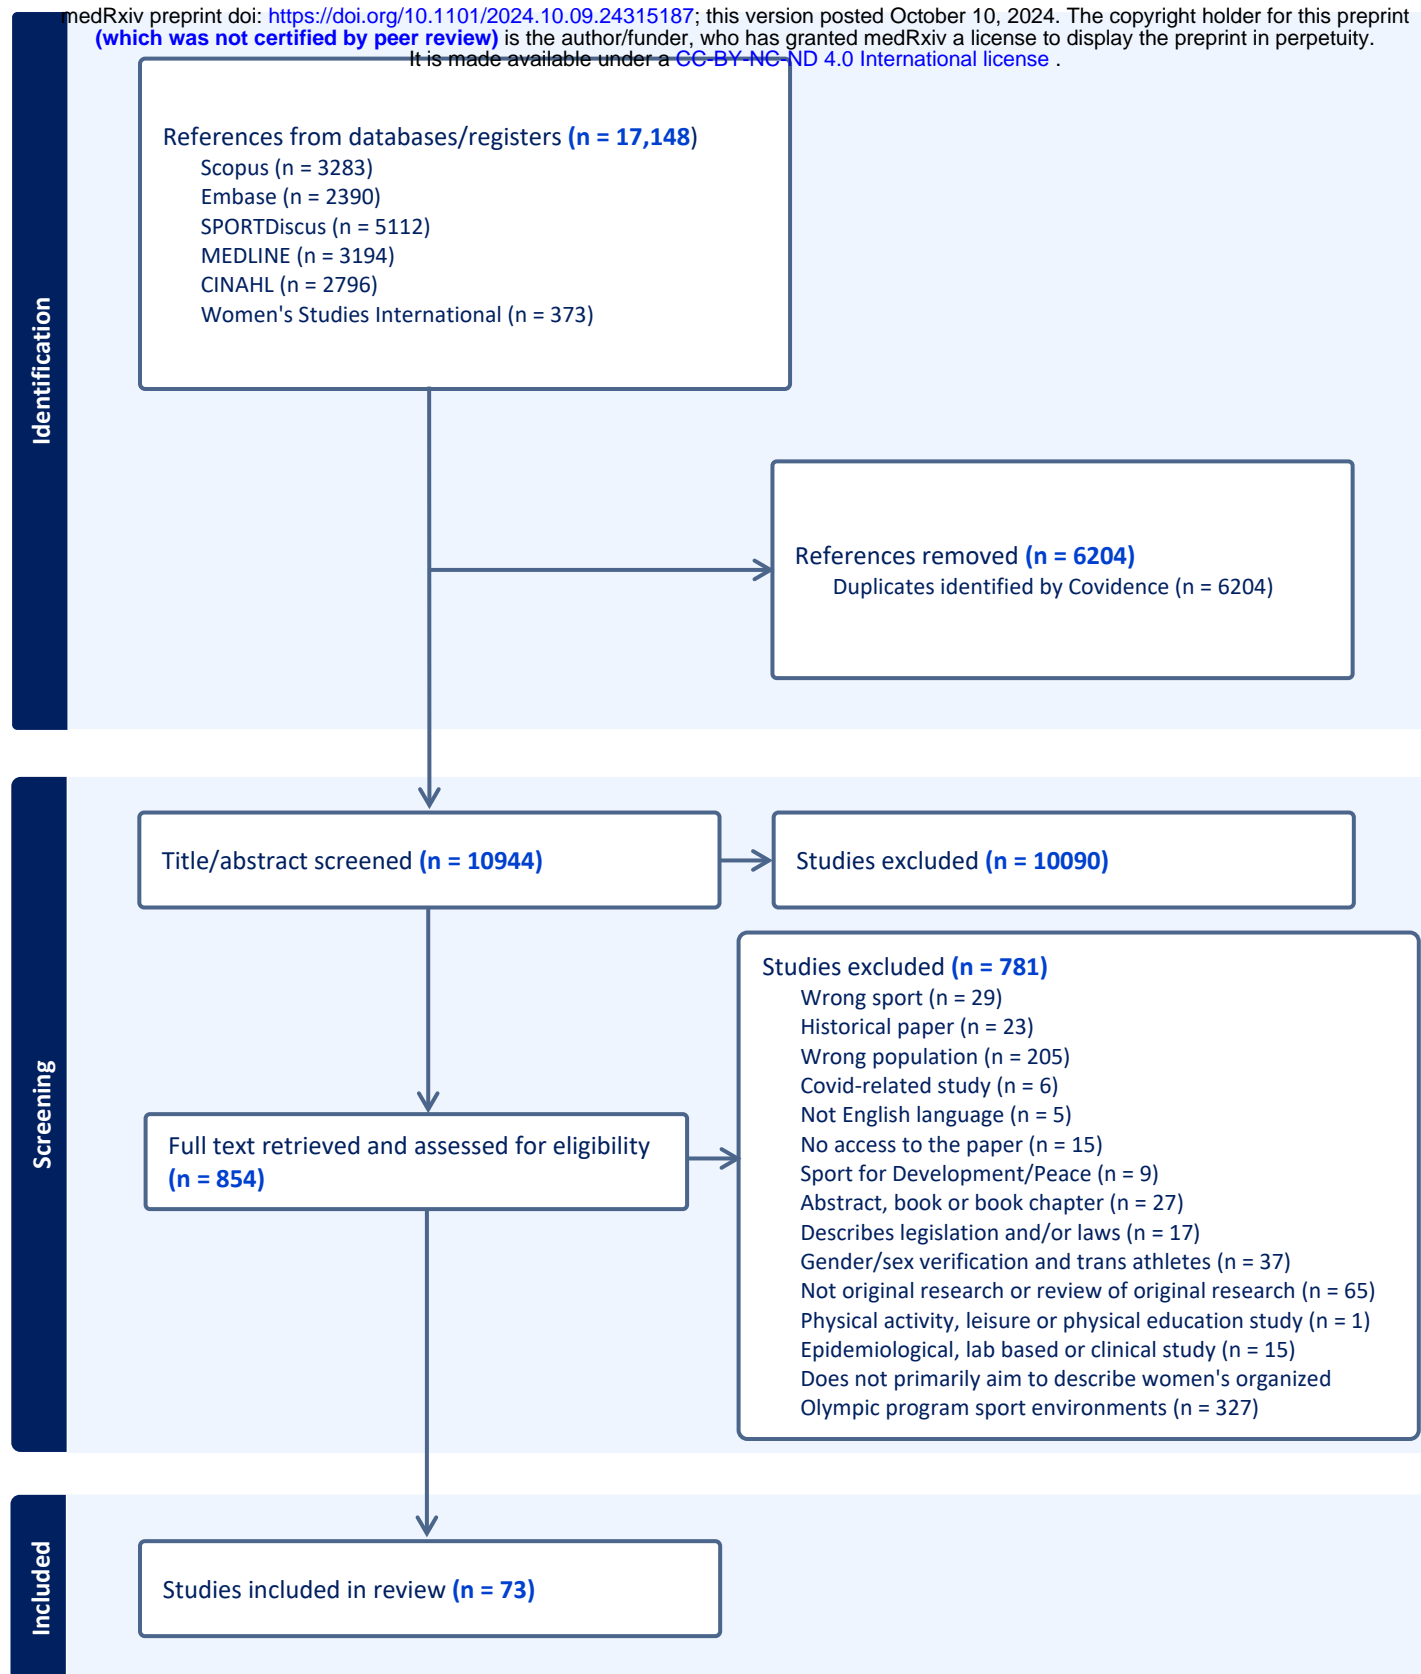 medRxiv preprint doi: https://doi.org/10.1101/2024.10.09.24315187; this version posted October 10, 2024. The copyright holder for this preprint
(which was not certified by peer review) is the author/funder, who has granted medRxiv a license to display the preprint in perpetuity.
It is made available under a CC-BY-NC-ND 4.0 International license .
Identification
References from databases/registers (n = 17,148)
Scopus (n = 3283)
Embase (n = 2390)
SPORTDiscus (n = 5112)
MEDLINE (n = 3194)
CINAHL (n = 2796)
Women's Studies International (n = 373)
References removed (n = 6204)
Duplicates identified by Covidence (n = 6204)
Screening
Title/abstract screened (n = 10944)
Studies excluded (n = 10090)
Full text retrieved and assessed for eligibility
(n = 854)
Studies excluded (n = 781)
Wrong sport (n = 29)
Historical paper (n = 23)
Wrong population (n = 205)
Covid-related study (n = 6)
Not English language (n = 5)
No access to the paper (n = 15)
Sport for Development/Peace (n = 9)
Abstract, book or book chapter (n = 27)
Describes legislation and/or laws (n = 17)
Gender/sex verification and trans athletes (n = 37)
Not original research or review of original research (n = 65)
Physical activity, leisure or physical education study (n = 1)
Epidemiological, lab based or clinical study (n = 15)
Does not primarily aim to describe women's organized
Olympic program sport environments (n = 327)
Included
Studies included in review (n = 73)